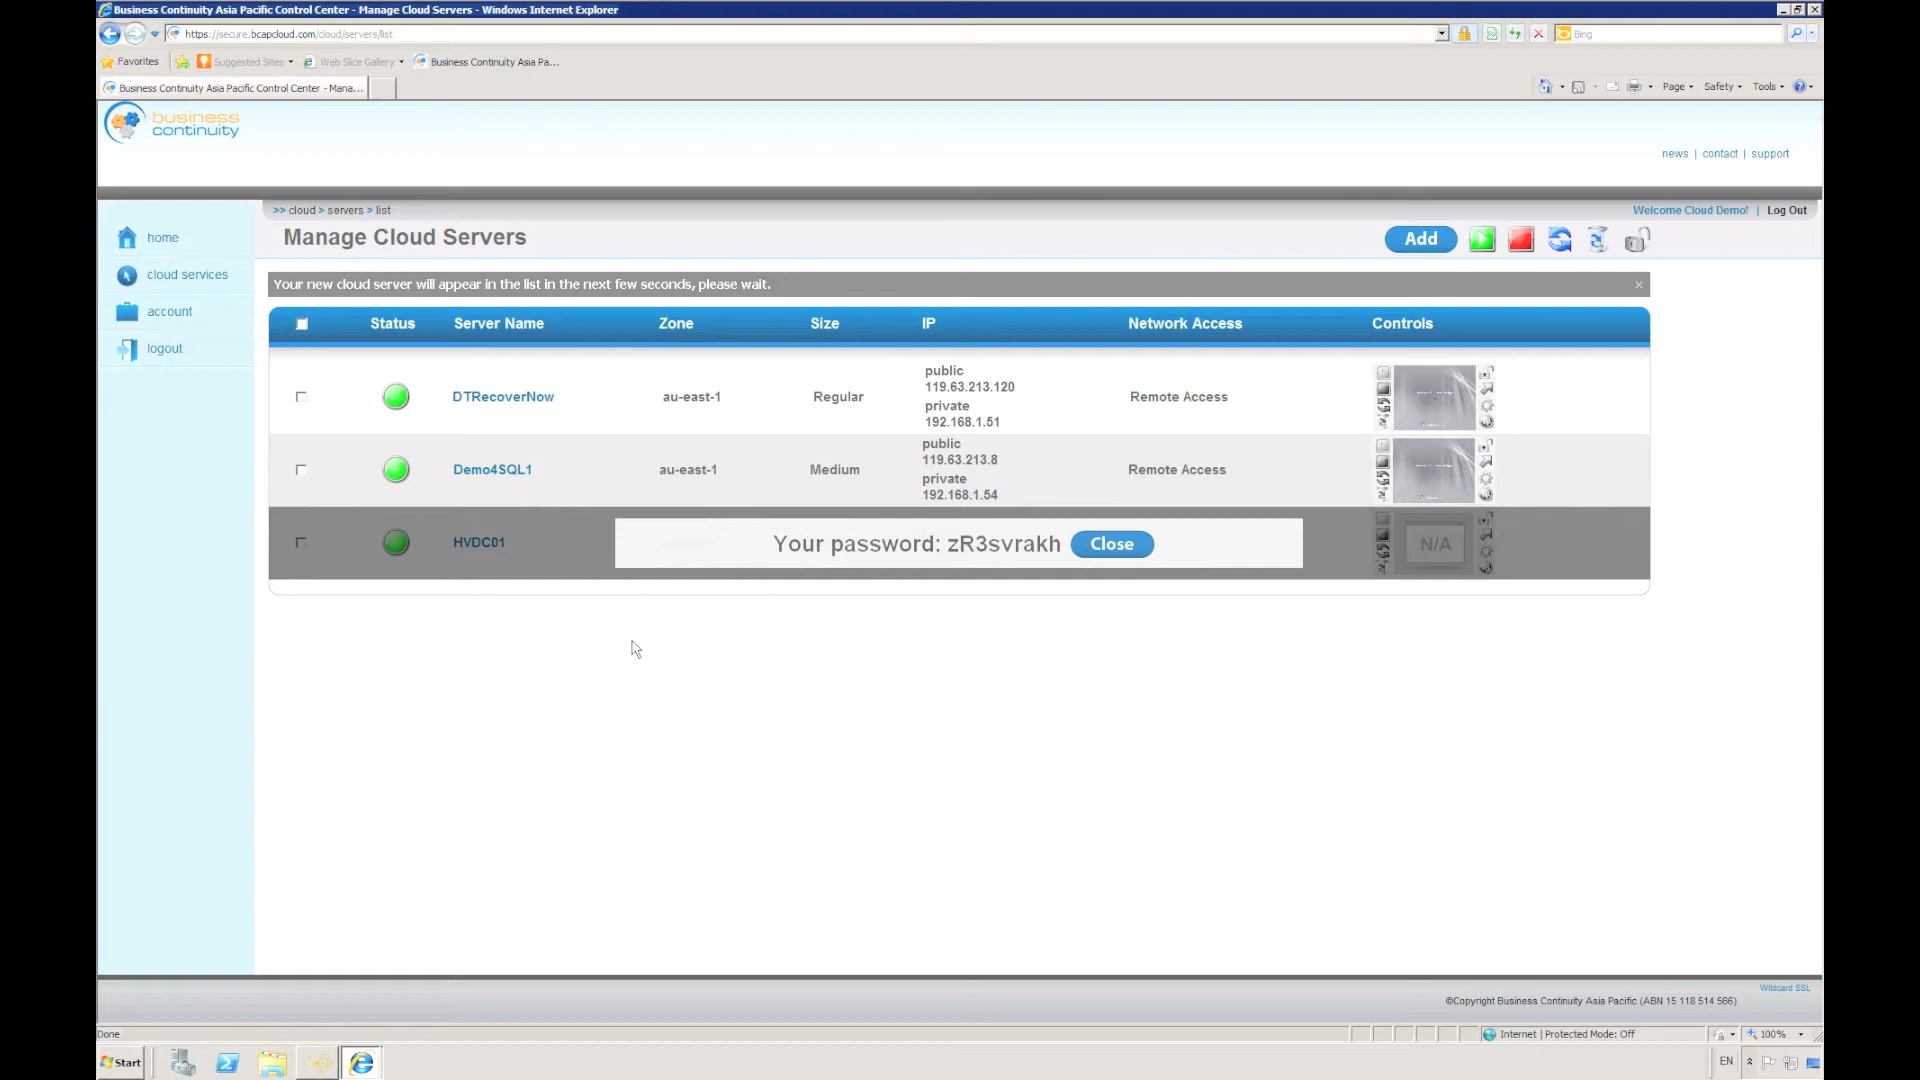 Business Continuity Asia Pacific Control Center - Manage Cloud Servers - Windows Internet Explorer
https://secure.bcapcloud.com/cloud/servers/list
Bing
Favorites
Suggested Sites
Web Slice Gallery
Business Continuity Asia Pa...
Business Continuity Asia Pacific Control Center - Mana...
Page
Safety
Tools
business
continuity
news | contact | support
>> cloud > servers > list
Welcome Cloud Demo! | Log Out
Manage Cloud Servers
Add
home
cloud services
account
logout
Your new cloud server will appear in the list in the next few seconds, please wait.
×
Status Server Name Zone Size IP Network Access Controls
public
119.63.213.120
DTRecoverNow au-east-1 Regular Remote Access
private
192.168.1.51
public
119.63.213.8
Demo4SQL1 au-east-1 Medium Remote Access
private
192.168.1.54
HVDC01
Your password: zR3svrakh Close
N/A
Wildcard SSL
©Copyright Business Continuity Asia Pacific (ABN 15 118 514 566)
Done
Internet | Protected Mode: Off
100%
Start
EN